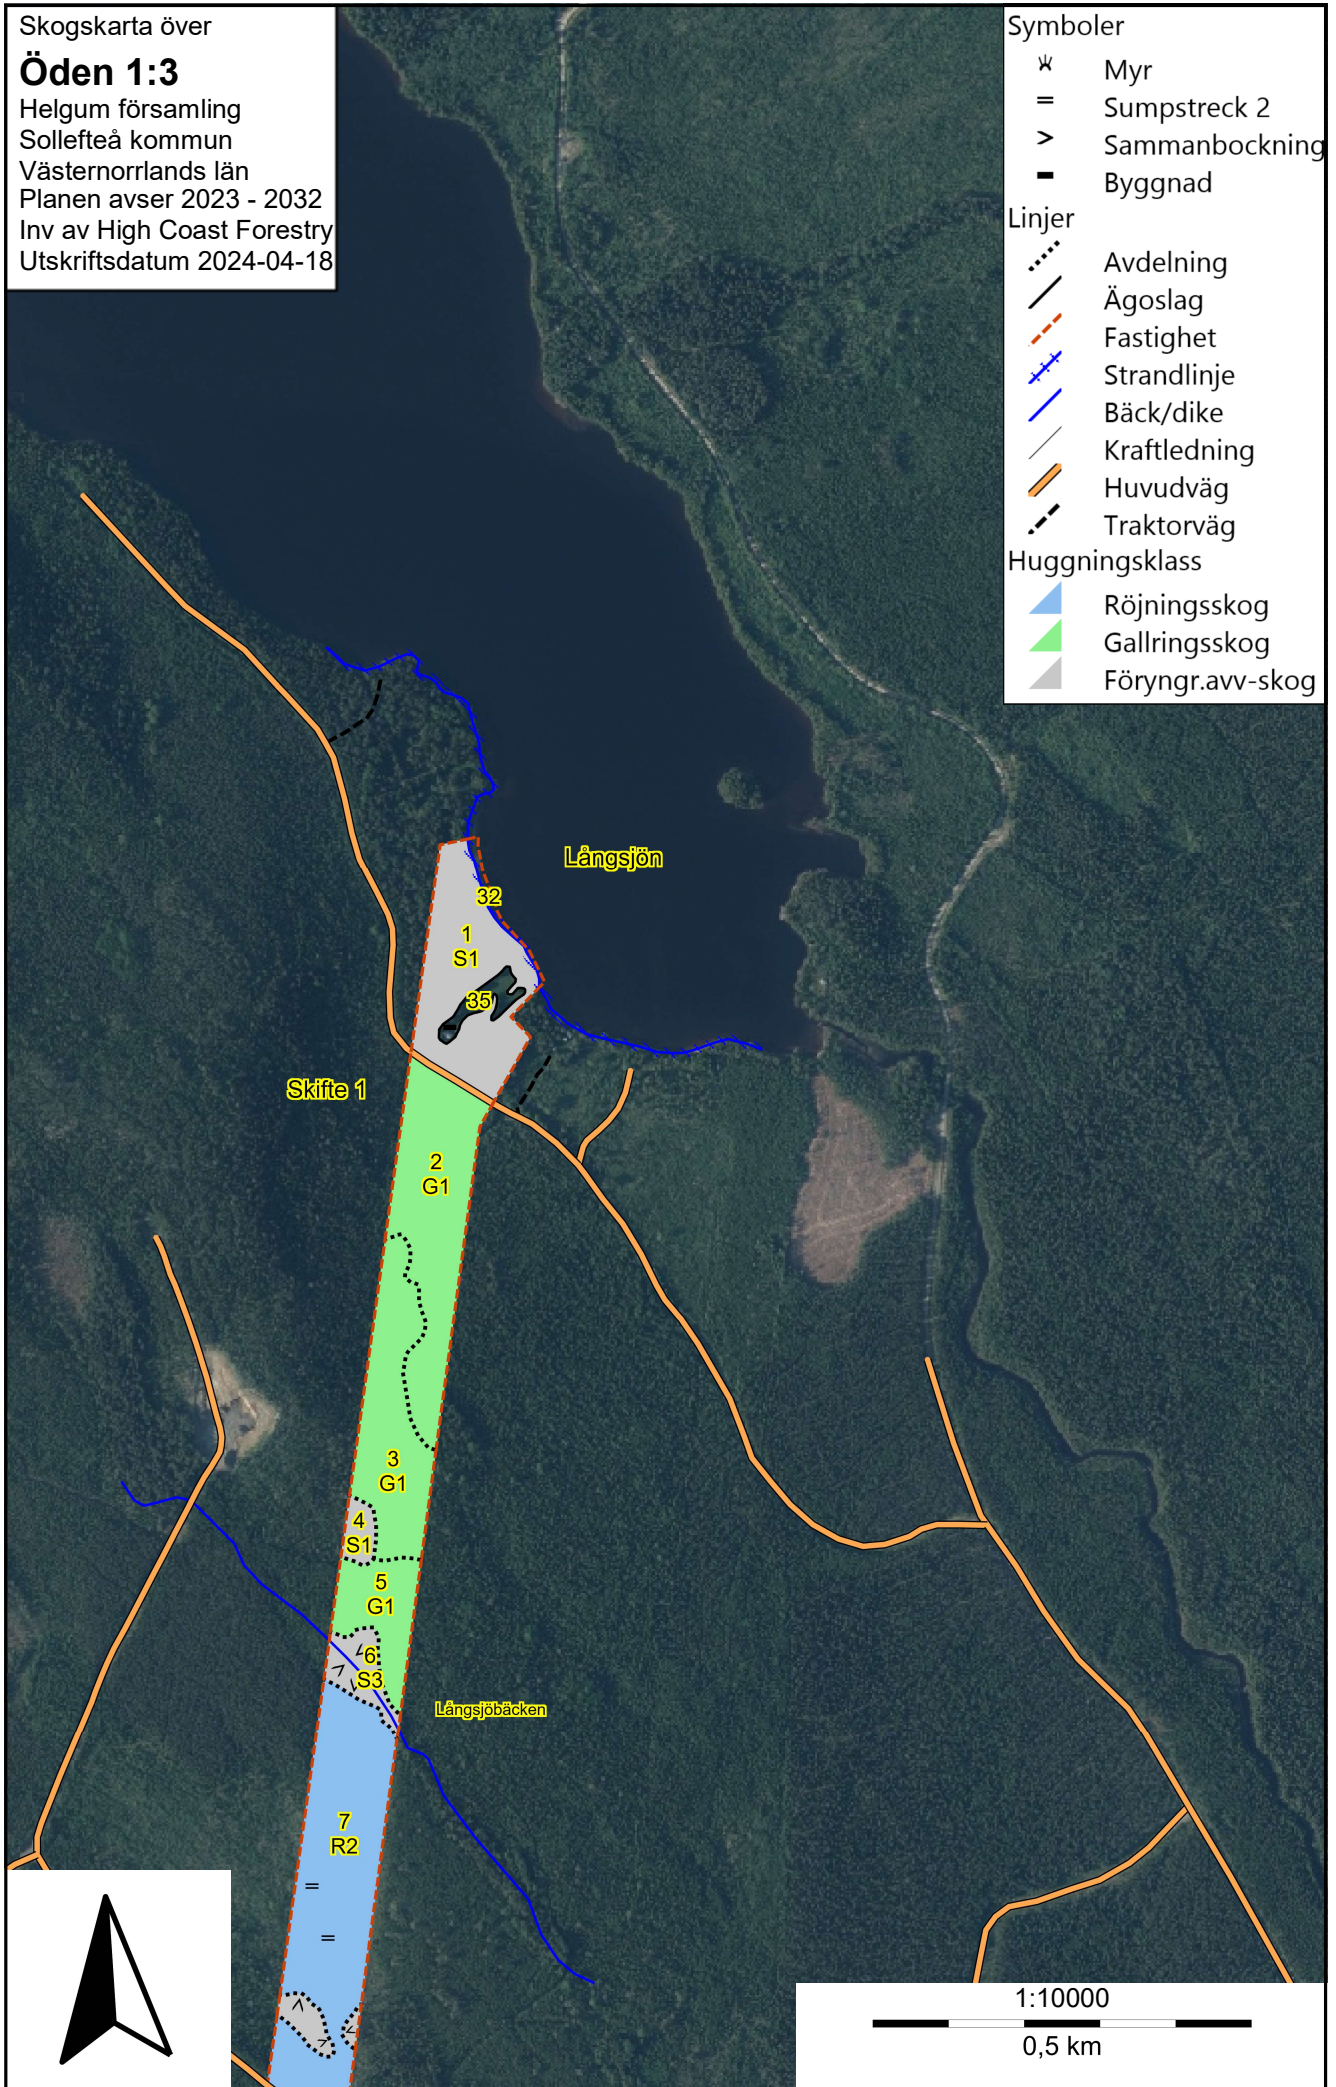 Skogskarta över
Öden 1:3
Helgum församling
Sollefteå kommun
Västernorrlands län
Planen avser 2023 - 2032
Inv av High Coast Forestry
Utskriftsdatum 2024-04-18
Symboler
Myr
Sumpstreck 2
Sammanbockning
Byggnad
Linjer
Avdelning
Ägoslag
Fastighet
Strandlinje
Bäck/dike
Kraftledning
Huvudväg
Traktorväg
Huggningsklass
Röjningsskog
Gallringsskog
Föryngr.avv-skog
Långsjön
32
1
S1
35
Skifte 1
2
G1
3
G1
4
S1
5
G1
6
S3
Långsjöbäcken
7
R2
1:10000
0,5 km